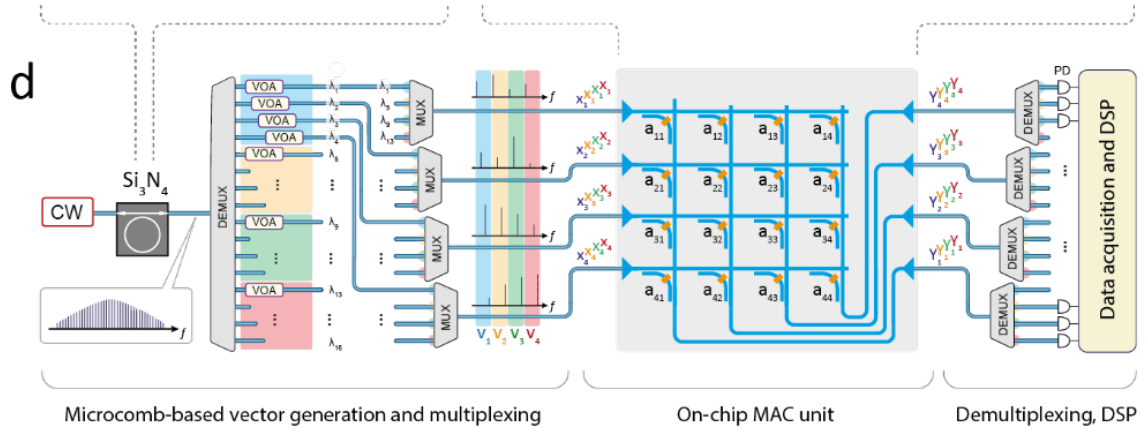 d
CW
Si3N4
f
DEMUX
VOA
VOA
VOA
VOA
VOA
VOA
VOA
λ1
λ2
λ3
λ4
λ5
λ9
λ13
λ16
λ1
λ5
λ9
λ13
MUX
MUX
MUX
MUX
f
f
f
f
V1 V2 V3 V4
X1 X1 X1 X1
X2 X2 X2 X2
X3 X3 X3 X3
X4 X4 X4 X4
a11 a12 a13 a14
a21 a22 a23 a24
a31 a32 a33 a34
a41 a42 a43 a44
Y4 Y4 Y4 Y4
Y3 Y3 Y3 Y3
Y2 Y2 Y2 Y2
Y1 Y1 Y1 Y1
DEMUX
DEMUX
DEMUX
DEMUX
PD
Data acquisition and DSP
Microcomb-based vector generation and multiplexing
On-chip MAC unit
Demultiplexing, DSP